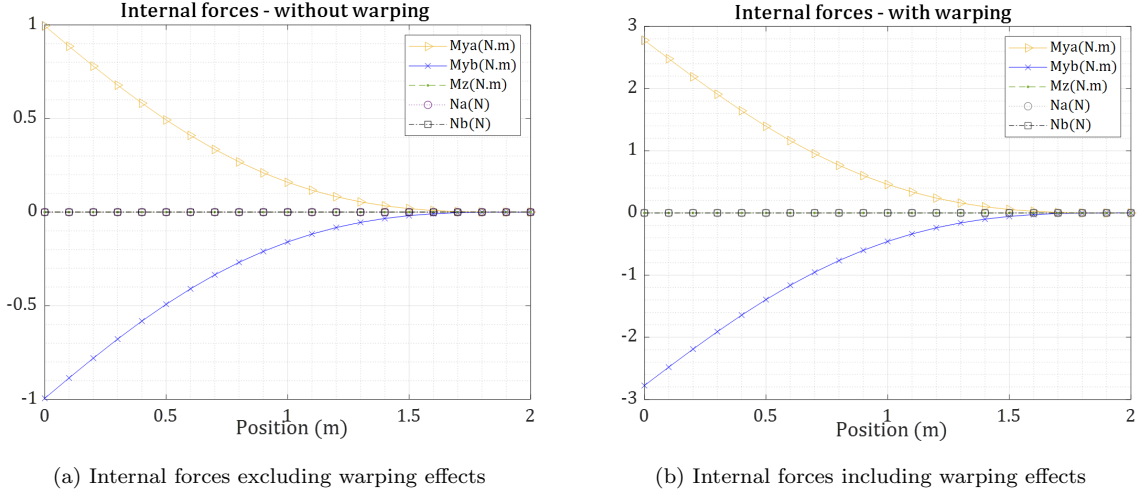 Internal forces - without warping
1
0.5
0
-0.5
-1
0
0.5
1
1.5
2
Position (m)
Mya(N.m)
Myb(N.m)
Mz(N.m)
Na(N)
Nb(N)
(a) Internal forces excluding warping effects
Internal forces - with warping
3
2
1
0
-1
-2
-3
0
0.5
1
1.5
2
Position (m)
Mya(N.m)
Myb(N.m)
Mz(N.m)
Na(N)
Nb(N)
(b) Internal forces including warping effects